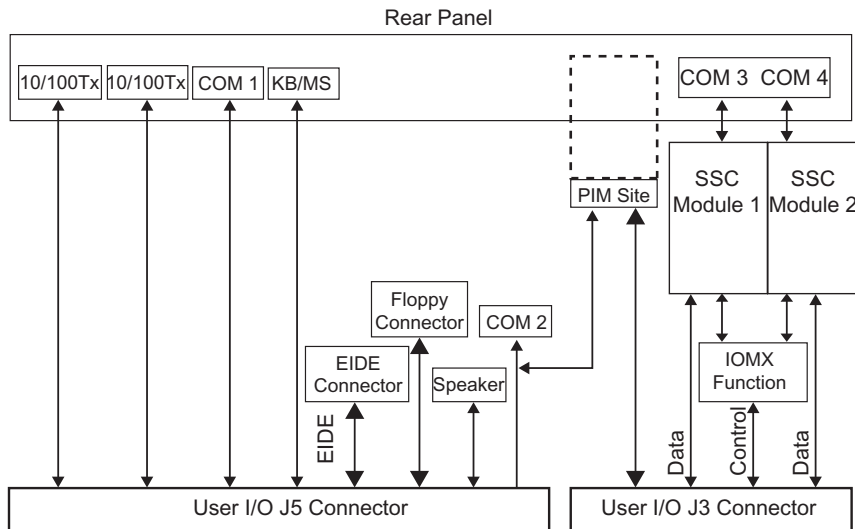 Rear Panel
10/100Tx
10/100Tx
COM 1
KB/MS
COM 3 COM 4
PIM Site
SSC
Module 1
SSC
Module 2
Floppy
Connector
COM 2
EIDE
Connector
Speaker
IOMX
Function
EIDE
Data
Control
Data
User I/O J5 Connector
User I/O J3 Connector